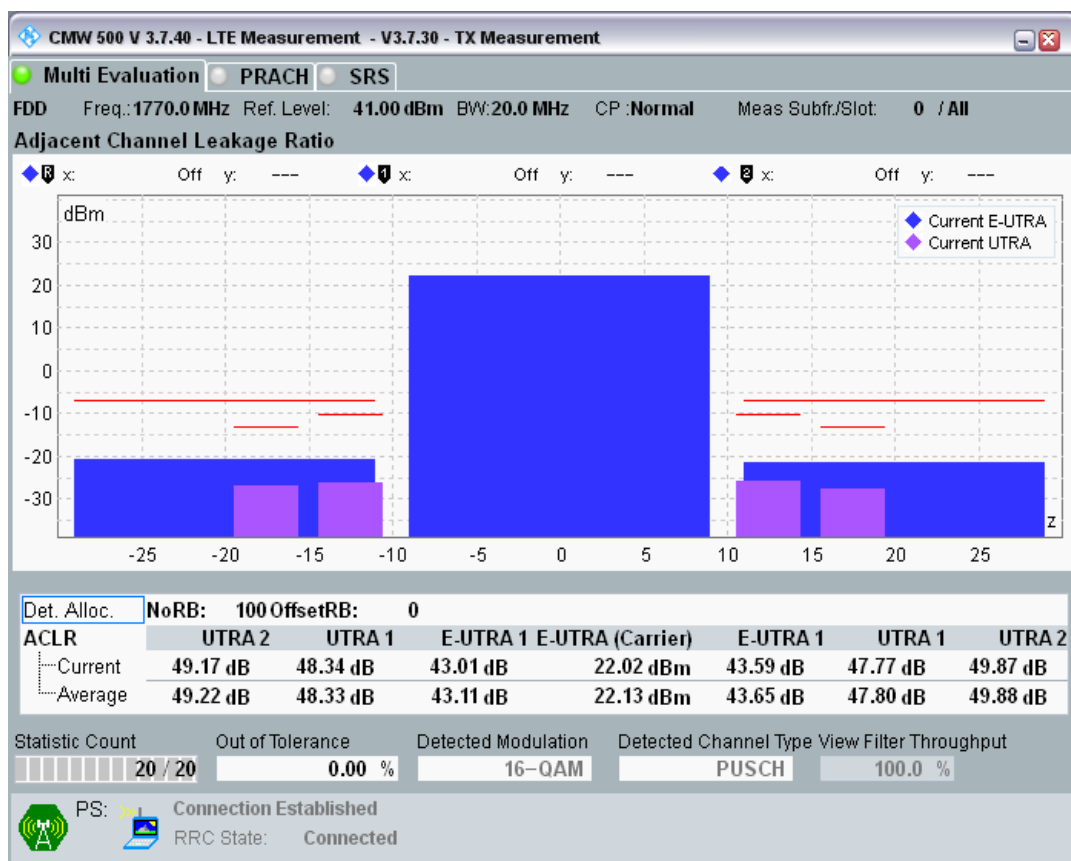 CMW 500 V 3.7.40 - LTE Measurement - V3.7.30 - TX Measurement
Multi Evaluation PRACH SRS
FDD Freq.: 1770.0 MHz Ref. Level: 41.00 dBm BW: 20.0 MHz CP : Normal Meas Subfr./Slot: 0 / All
Adjacent Channel Leakage Ratio
R x: Off y: --- 1 x: Off y: --- 2 x: Off y: ---
dBm
Current E-UTRA
Current UTRA
30
20
10
0
-10
-20
-30
z
-25 -20 -15 -10 -5 0 5 10 15 20 25
Det. Alloc. NoRB: 100 OffsetRB: 0
ACLR UTRA 2 UTRA 1 E-UTRA 1 E-UTRA (Carrier) E-UTRA 1 UTRA 1 UTRA 2
Current 49.17 dB 48.34 dB 43.01 dB 22.02 dBm 43.59 dB 47.77 dB 49.87 dB
Average 49.22 dB 48.33 dB 43.11 dB 22.13 dBm 43.65 dB 47.80 dB 49.88 dB
Statistic Count Out of Tolerance Detected Modulation Detected Channel Type View Filter Throughput
20 / 20 0.00 % 16-QAM PUSCH 100.0 %
PS: Connection Established
RRC State: Connected